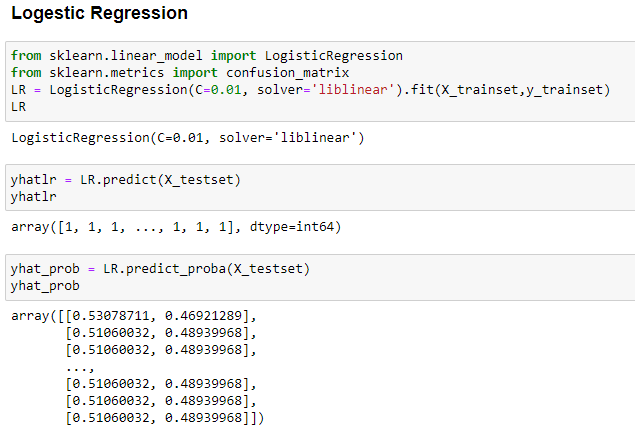 Logestic Regression
from sklearn.linear_model import LogisticRegression
from sklearn.metrics import confusion_matrix
LR = LogisticRegression(C=0.01, solver='liblinear').fit(X_trainset,y_trainset)
LR
LogisticRegression(C=0.01, solver='liblinear')
yhatlr = LR.predict(X_testset)
yhatlr
array([1, 1, 1, ..., 1, 1, 1], dtype=int64)
yhat_prob = LR.predict_proba(X_testset)
yhat_prob
array([[0.53078711, 0.46921289],
[0.51060032, 0.48939968],
[0.51060032, 0.48939968],
...,
[0.51060032, 0.48939968],
[0.51060032, 0.48939968],
[0.51060032, 0.48939968]])